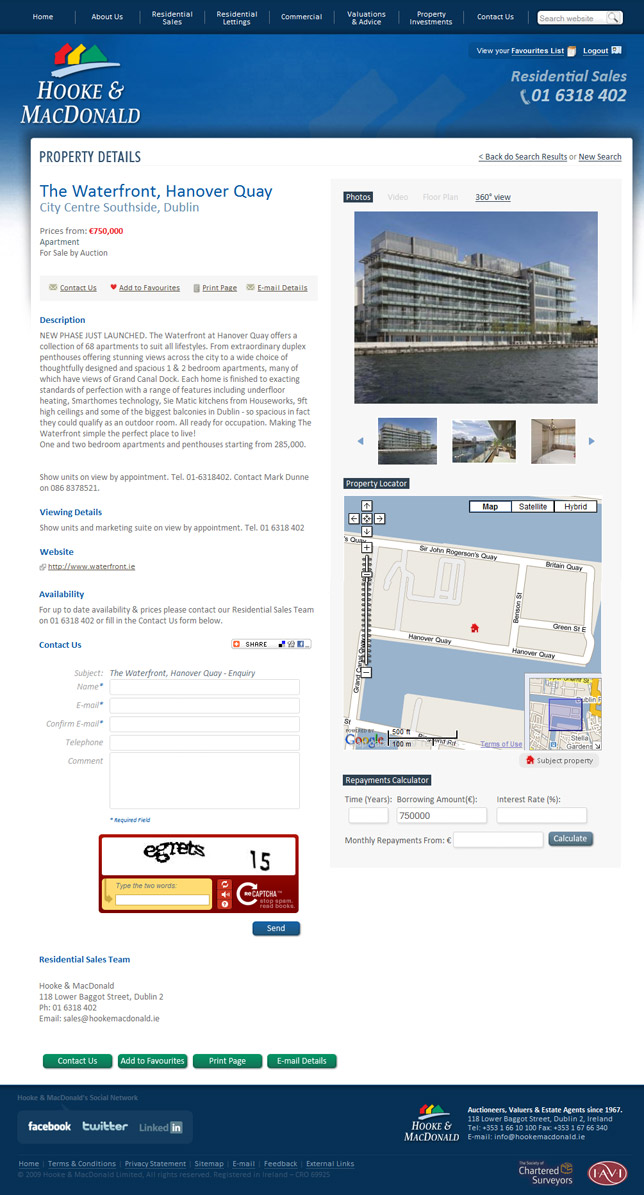 Home
About Us
Residential Sales
Residential Lettings
Commercial
Valuations & Advice
Property Investments
Contact Us
Search website
View your Favourites List
Logout
HOOKE & MACDONALD
Residential Sales
01 6318 402
PROPERTY DETAILS
< Back do Search Results or New Search
The Waterfront, Hanover Quay
City Centre Southside, Dublin
Prices from: €750,000
Apartment
For Sale by Auction
Contact Us
Add to Favourites
Print Page
E-mail Details
Description
NEW PHASE JUST LAUNCHED. The Waterfront at Hanover Quay offers a
collection of 68 apartments to suit all lifestyles. From extraordinary duplex
penthouses offering stunning views across the city to a wide choice of
thoughtfully designed and spacious 1 & 2 bedroom apartments, many of
which have views of Grand Canal Dock. Each home is finished to exacting
standards of perfection with a range of features including underfloor
heating, Smarthomes technology, Sie Matic kitchens from Houseworks, 9ft
high ceilings and some of the biggest balconies in Dublin - so spacious in fact
they could qualify as an outdoor room. All ready for occupation. Making The
Waterfront simple the perfect place to live!
One and two bedroom apartments and penthouses starting from 285,000.
Show units on view by appointment. Tel. 01-6318402. Contact Mark Dunne
on 086 8378521.
Viewing Details
Show units and marketing suite on view by appointment. Tel. 01 6318 402
Website
http://www.waterfront.ie
Availability
For up to date availability & prices please contact our Residential Sales Team
on 01 6318 402 or fill in the Contact Us form below.
Contact Us
SHARE
Subject: The Waterfront, Hanover Quay - Enquiry
Name*
E-mail*
Confirm E-mail*
Telephone
Comment
* Required Field
egrets 15
Type the two words:
reCAPTCHA™
stop spam.
read books.
Send
Residential Sales Team
Hooke & MacDonald
118 Lower Baggot Street, Dublin 2
Ph: 01 6318 402
Email: sales@hookemacdonald.ie
Contact Us
Add to Favourites
Print Page
E-mail Details
Photos
Video
Floor Plan
360° view
Property Locator
Map
Satellite
Hybrid
's Quay
Sir John Rogerson's Quay
Britain Quay
Benson St
Green St E
Hanover Quay
Hanover Quay
Grand Canal Quay
St
POWERED BY
Google
500 ft
100 m
Rd
Terms of Use
Dublin P
Stella
Gardens
Subject property
Repayments Calculator
Time (Years):
Borrowing Amount(€):
Interest Rate (%):
750000
Monthly Repayments From: €
Calculate
Hooke & MacDonald's Social Network
facebook
twitter
Linked in
HOOKE & MACDONALD
Auctioneers, Valuers & Estate Agents since 1967.
118 Lower Baggot Street, Dublin 2, Ireland
Tel: +353 1 66 10 100 Fax: +353 1 67 66 340
E-mail: info@hookemacdonald.ie
Home | Terms & Conditions | Privacy Statement | Sitemap | E-mail | Feedback | External Links
© 2009 Hooke & MacDonald Limited, All rights reserved. Registered in Ireland – CRO 69925
The Society of
Chartered
Surveyors
IAVI